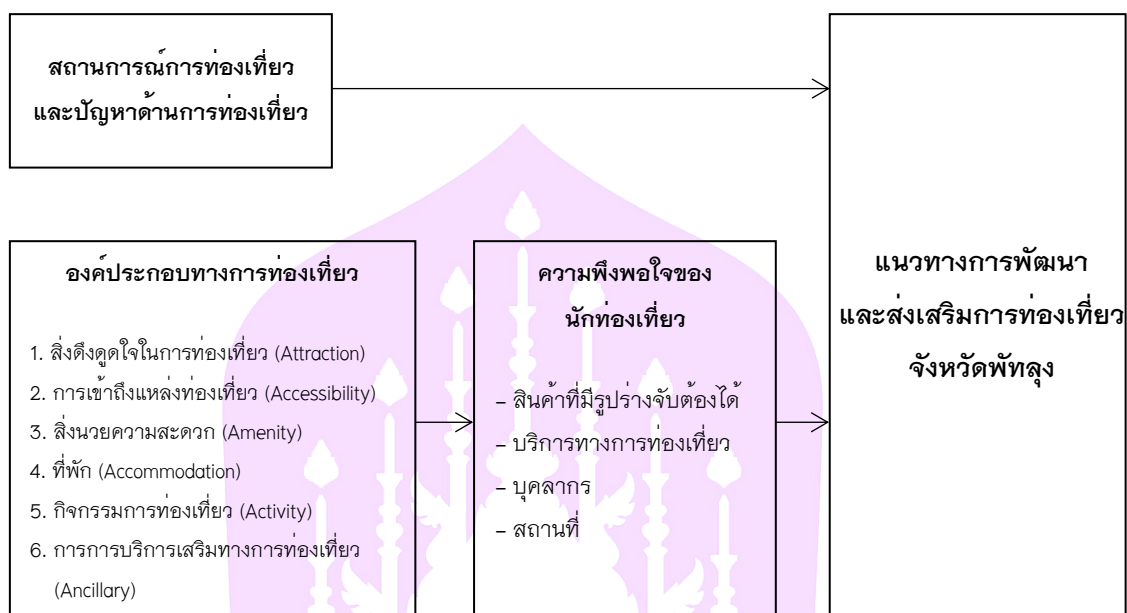 สถานการณ์การท่องเที่ยว
และปัญหาด้านการท่องเที่ยว
องค์ประกอบทางการท่องเที่ยว
1. สิ่งดึงดูดใจในการท่องเที่ยว (Attraction)
2. การเข้าถึงแหล่งท่องเที่ยว (Accessibility)
3. สิ่งนวยความสะดวก (Amenity)
4. ที่พัก (Accommodation)
5. กิจกรรมการท่องเที่ยว (Activity)
6. การการบริการเสริมทางการท่องเที่ยว
(Ancillary)
ความพึงพอใจของ
นักท่องเที่ยว
– สินค้าที่มีรูปร่างจับต้องได้
– บริการทางการท่องเที่ยว
– บุคลากร
– สถานที่
แนวทางการพัฒนา
และส่งเสริมการท่องเที่ยว
จังหวัดพัทลุง